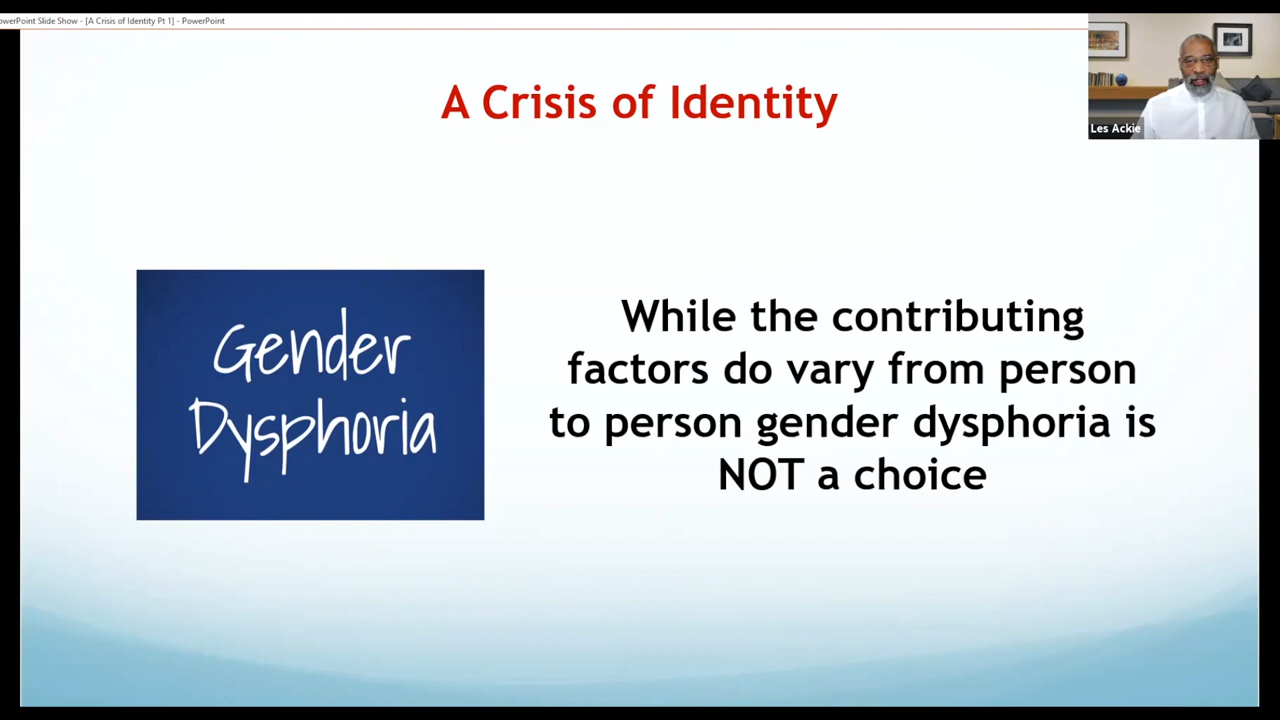 owerPoint Slide Show - [A Crisis of Identity Pt 1] - PowerPoint
A Crisis of Identity
Les Ackie
Gender
Dysphoria
While the contributing
factors do vary from person
to person gender dysphoria is
NOT a choice